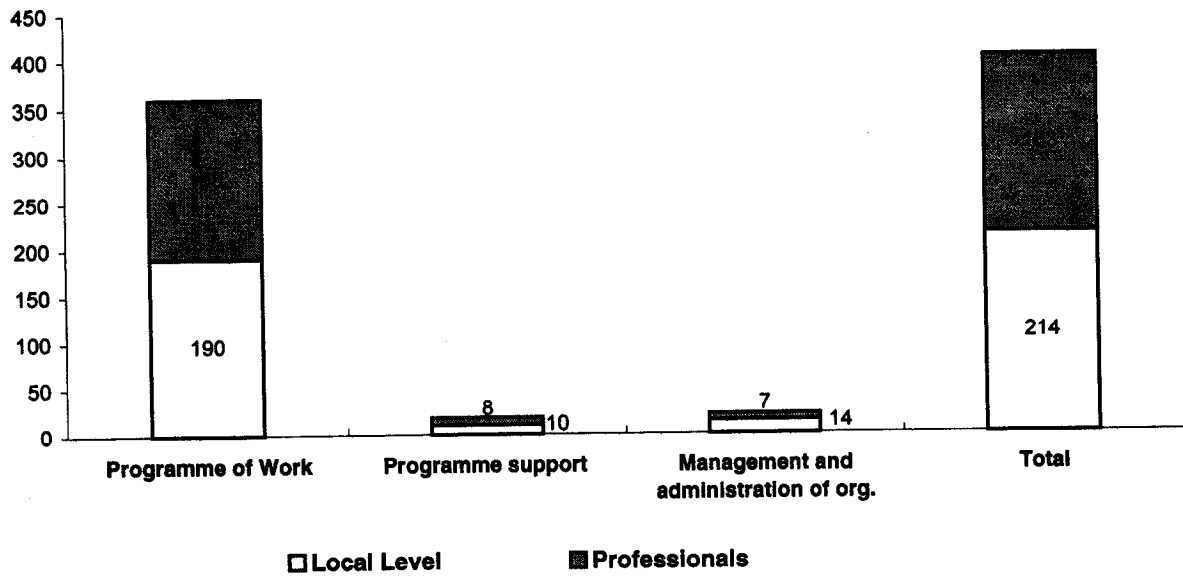 450
400
350
300
250
200
150
100
50
0
190
8
10
7
14
214
Programme of Work
Programme support
Management and
administration of org.
Total
Local Level
Professionals